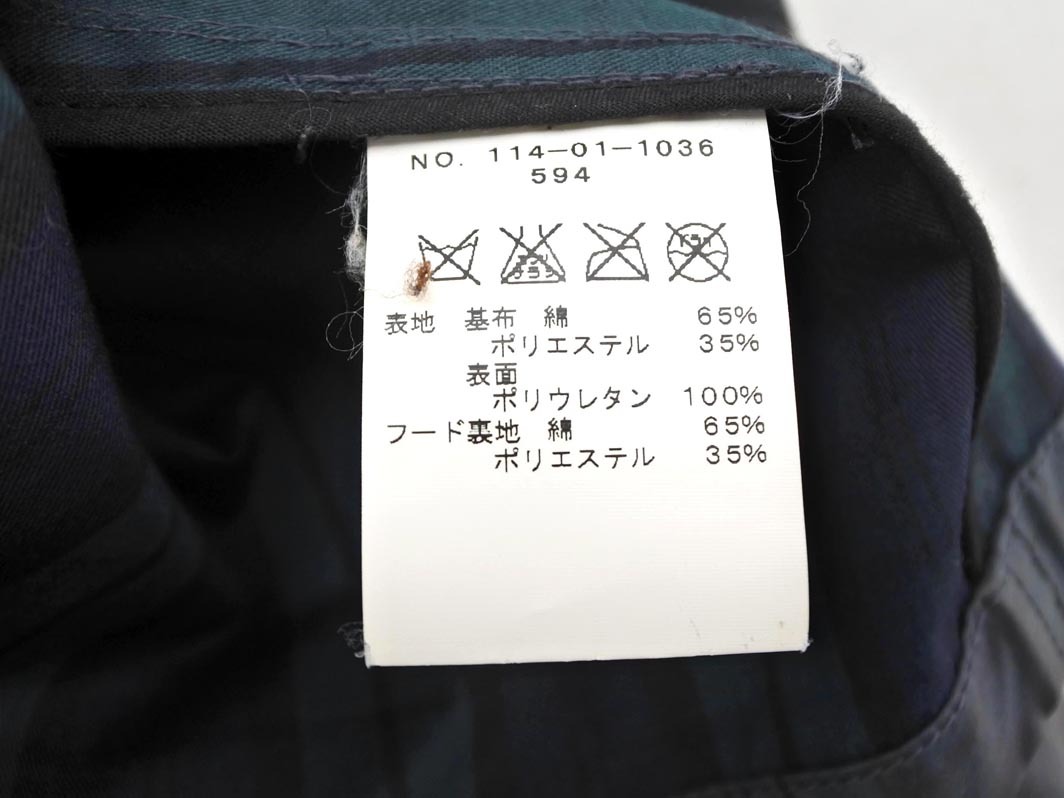 NO. 114-01-1036
594
表地 基布 綿 65%
ポリエステル 35%
表面
ポリウレタン 100%
フード裏地 綿 65%
ポリエステル 35%